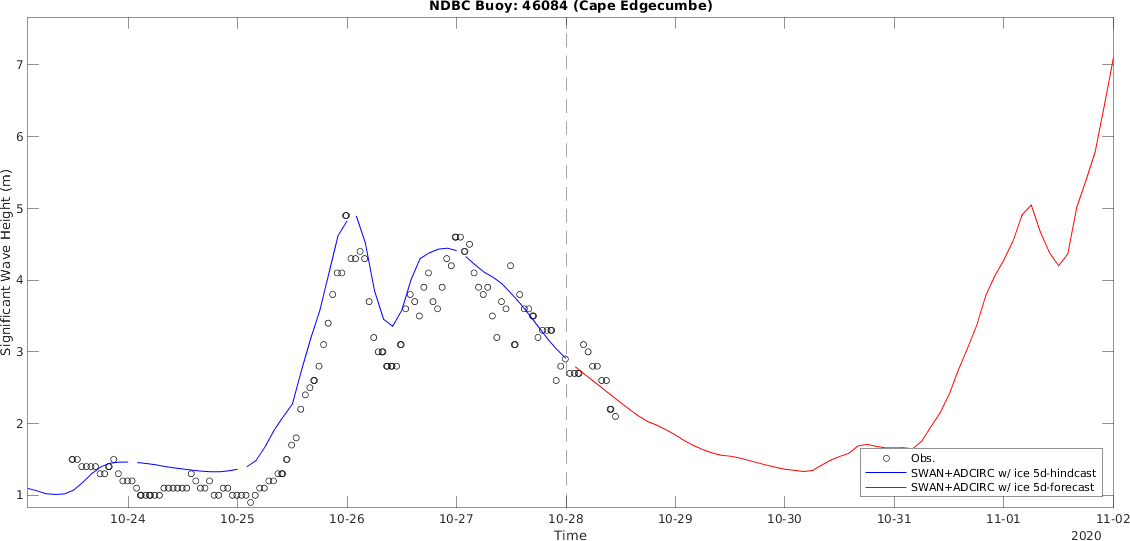 NDBC Buoy: 46084 (Cape Edgecumbe)
Significant Wave Height (m)
7
6
5
4
3
2
1
Obs.
SWAN+ADCIRC w/ ice 5d-hindcast
SWAN+ADCIRC w/ ice 5d-forecast
10-24 10-25 10-26 10-27 10-28 10-29 10-30 10-31 11-01 11-02
Time
2020